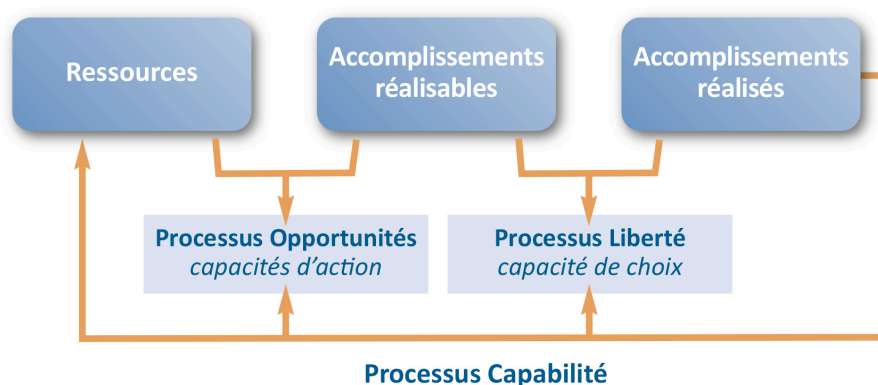 Ressources
Accomplissements
réalisables
Accomplissements
réalisés
Processus Opportunités
capacités d'action
Processus Liberté
capacité de choix
Processus Capabilité